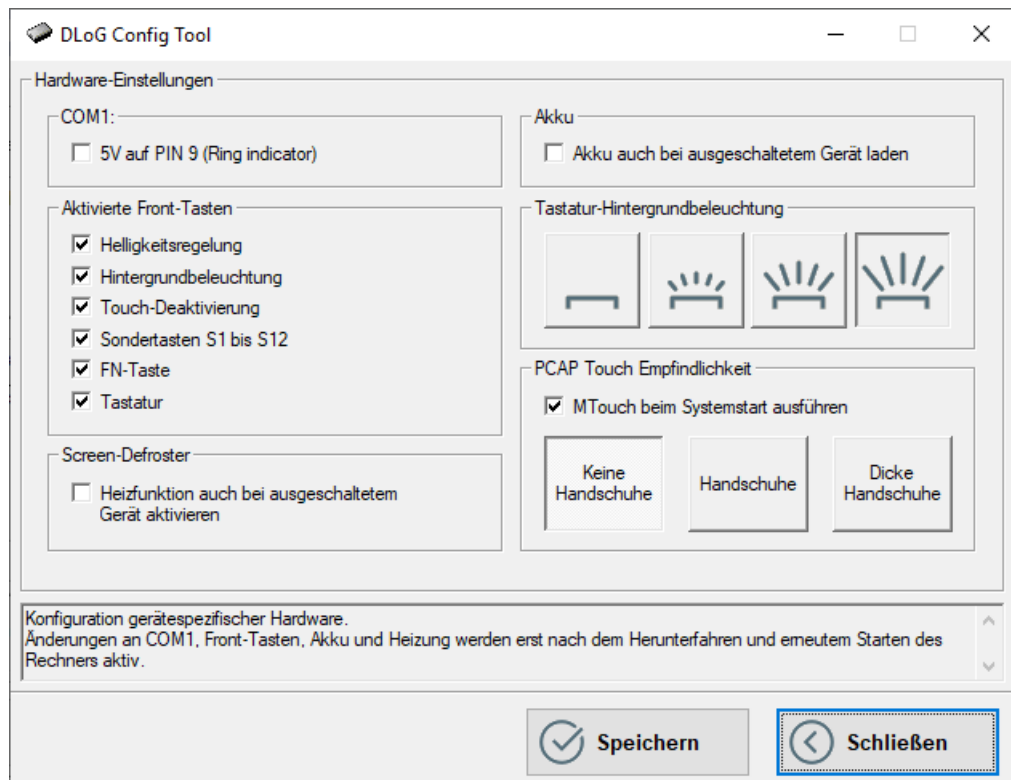 DLoG Config Tool
Hardware-Einstellungen
COM1:
5V auf PIN 9 (Ring indicator)
Akku
Akku auch bei ausgeschaltetem Gerät laden
Aktivierte Front-Tasten
Helligkeitsregelung
Hintergrundbeleuchtung
Touch-Deaktivierung
Sondertasten S1 bis S12
FN-Taste
Tastatur
Tastatur-Hintergrundbeleuchtung
PCAP Touch Empfindlichkeit
MTouch beim Systemstart ausführen
Keine
Handschuhe
Handschuhe
Dicke
Handschuhe
Screen-Defroster
Heizfunktion auch bei ausgeschaltetem
Gerät aktivieren
Konfiguration gerätespezifischer Hardware.
Änderungen an COM1, Front-Tasten, Akku und Heizung werden erst nach dem Herunterfahren und erneutem Starten des
Rechners aktiv.
Speichern
Schließen